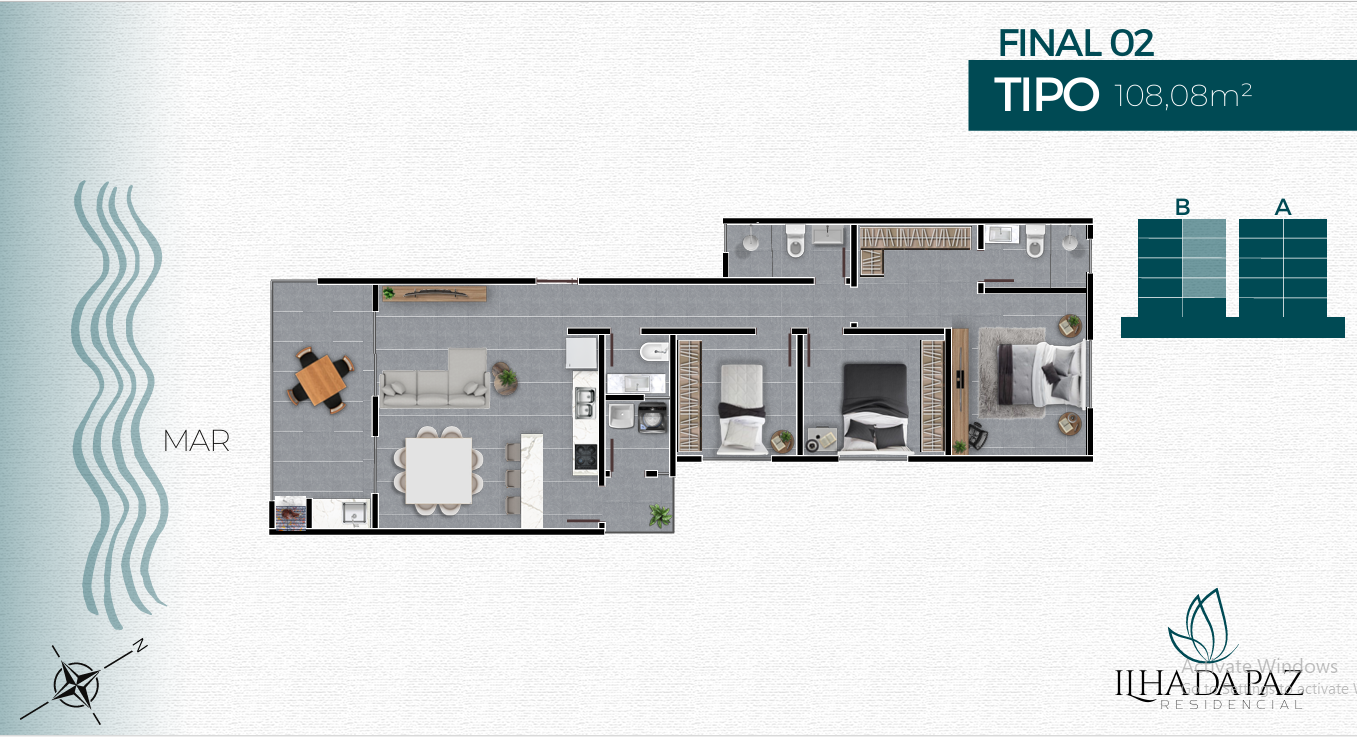 FINAL 02
TIPO 108,08m²
B A
MAR
N
Activate Windows
Go to Settings to activate W
ILHA DA PAZ
RESIDENCIAL